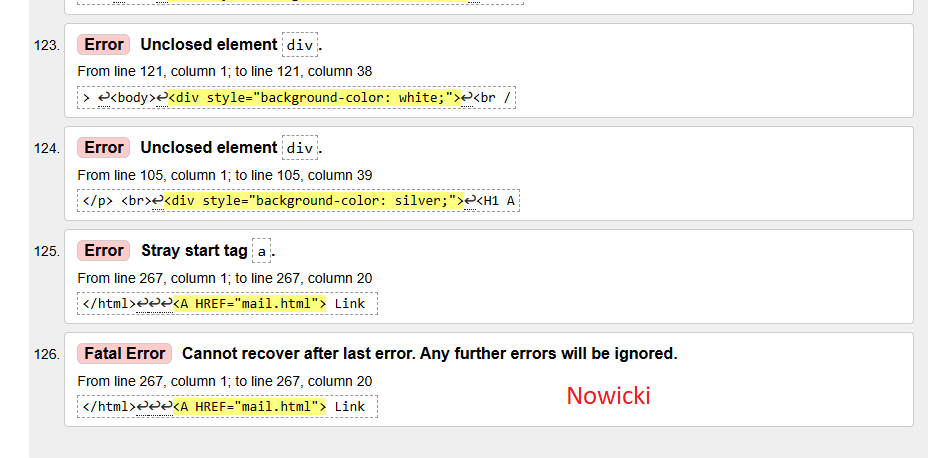 123. Error Unclosed element div.
From line 121, column 1; to line 121, column 38
> ↩<body>↩<div style="background-color: white;">↩<br /
124. Error Unclosed element div.
From line 105, column 1; to line 105, column 39
</p> <br>↩<div style="background-color: silver;">↩<H1 A
125. Error Stray start tag a.
From line 267, column 1; to line 267, column 20
</html>↩↩↩<A HREF="mail.html"> Link
126. Fatal Error Cannot recover after last error. Any further errors will be ignored.
From line 267, column 1; to line 267, column 20
</html>↩↩↩<A HREF="mail.html"> Link
Nowicki